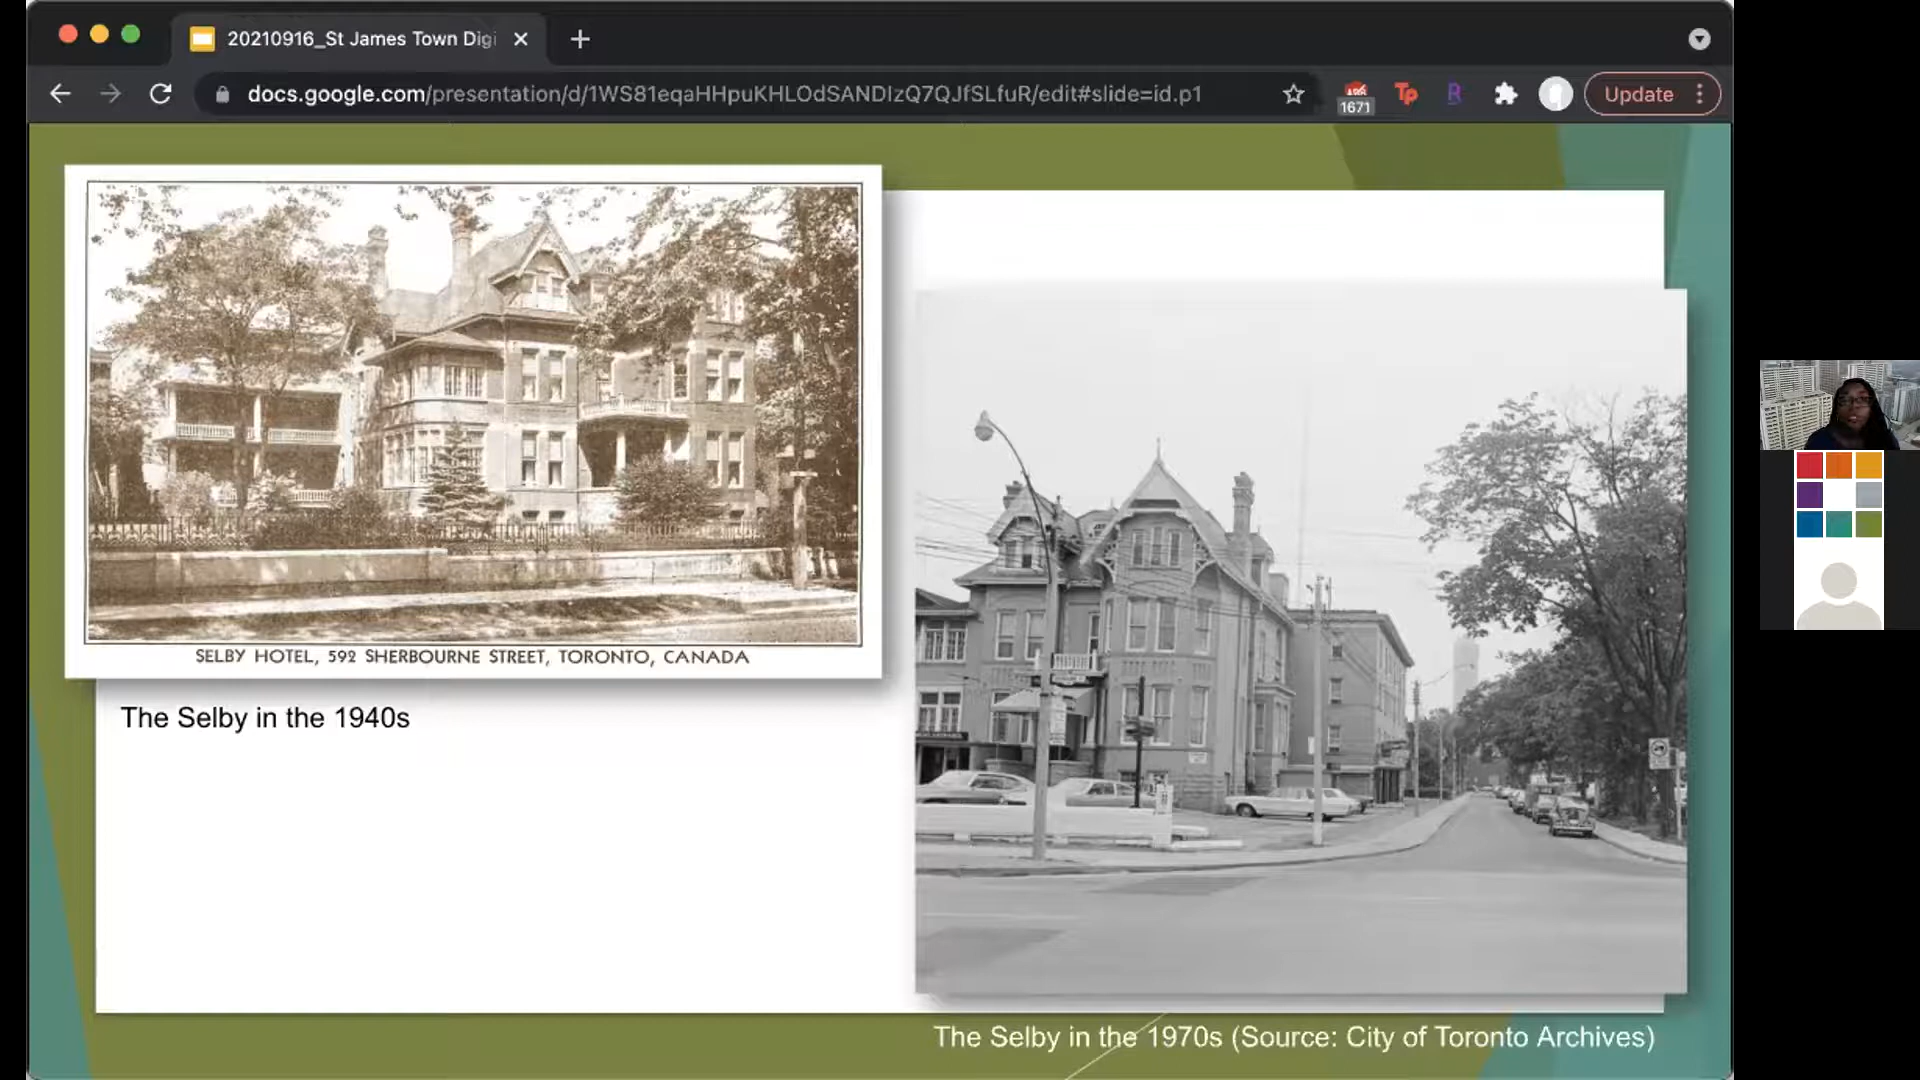 20210916_St James Town Digi
docs.google.com/presentation/d/1WS81eqaHHpuKHLOdSANDIzQ7QJfSLfuR/edit#slide=id.p1
1671
Tp
R
Update
SELBY HOTEL, 592 SHERBOURNE STREET, TORONTO, CANADA
The Selby in the 1940s
The Selby in the 1970s (Source: City of Toronto Archives)